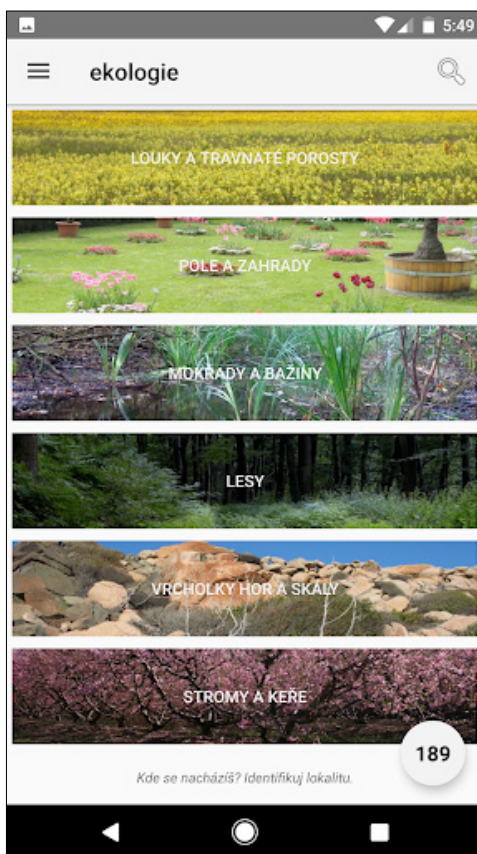 5:49
ekologie
LOUKY A TRAVNATÉ POROSTY
POLE A ZAHRADY
MOKŘADY A BAŽINY
LESY
VRCHOLKY HOR A SKÁLY
STROMY A KEŘE
189
Kde se nacházíš? Identifikuj lokalitu.